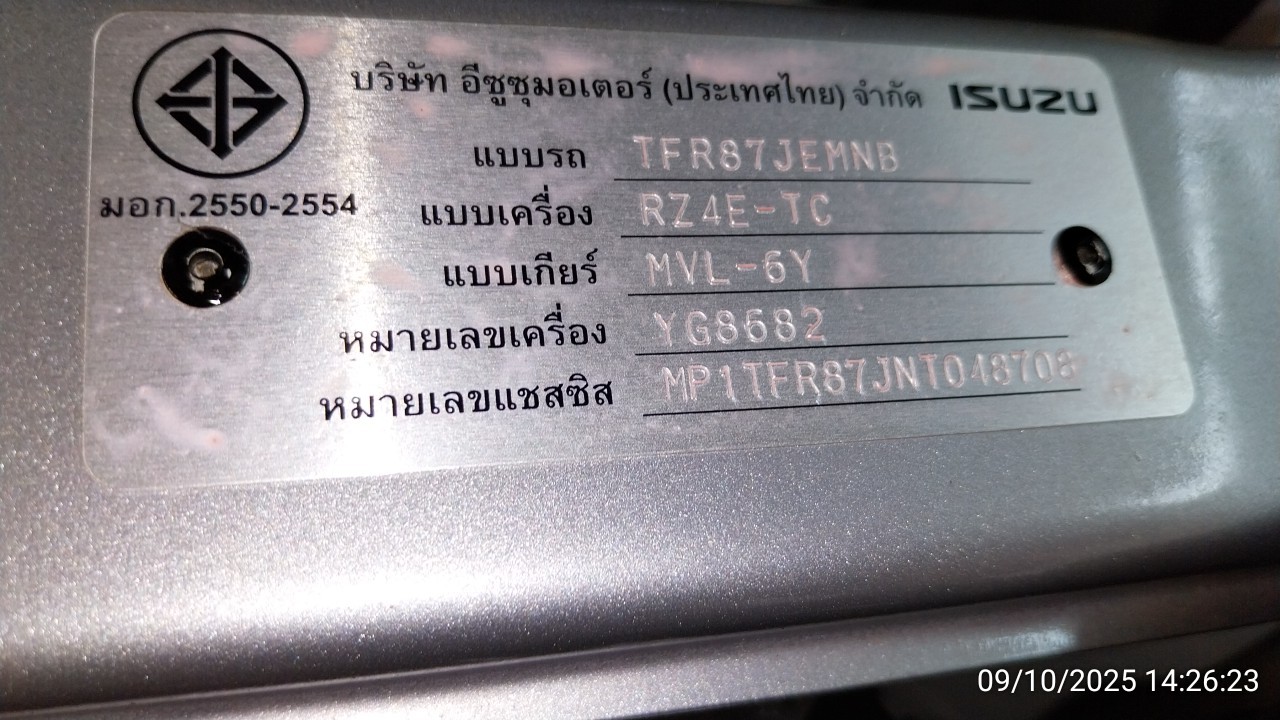 บริษัท อีซูซุมอเตอร์ (ประเทศไทย) จำกัด ISUZU
แบบรถ TFR87JEMNB
มอก.2550-2554
แบบเครื่อง RZ4E-TC
แบบเกียร์ MVL-6Y
หมายเลขเครื่อง YG8682
หมายเลขแชสซิส MP1TFR87JNT048708
09/10/2025 14:26:23